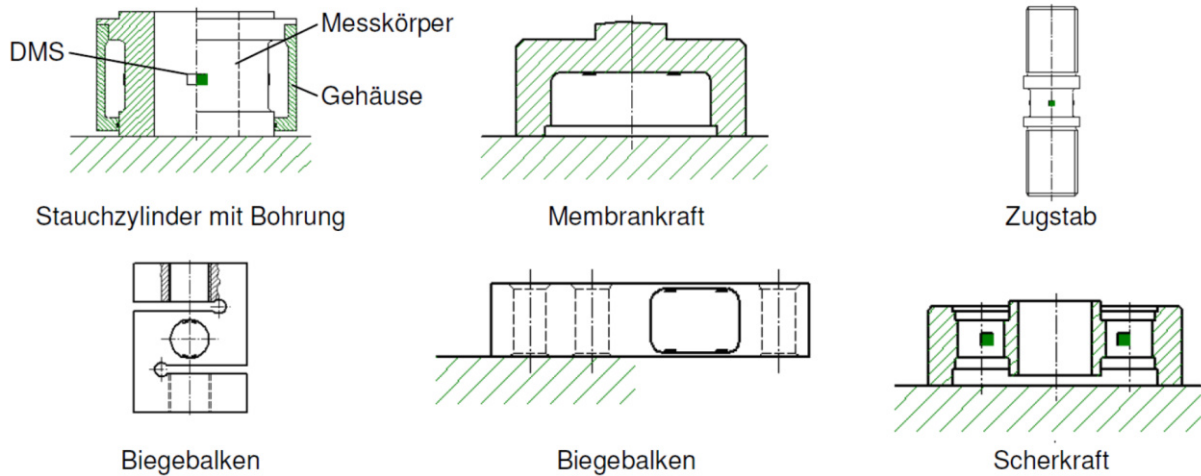 Messkörper
DMS
Gehäuse
Stauchzylinder mit Bohrung
Membrankraft
Zugstab
Biegebalken
Biegebalken
Scherkraft